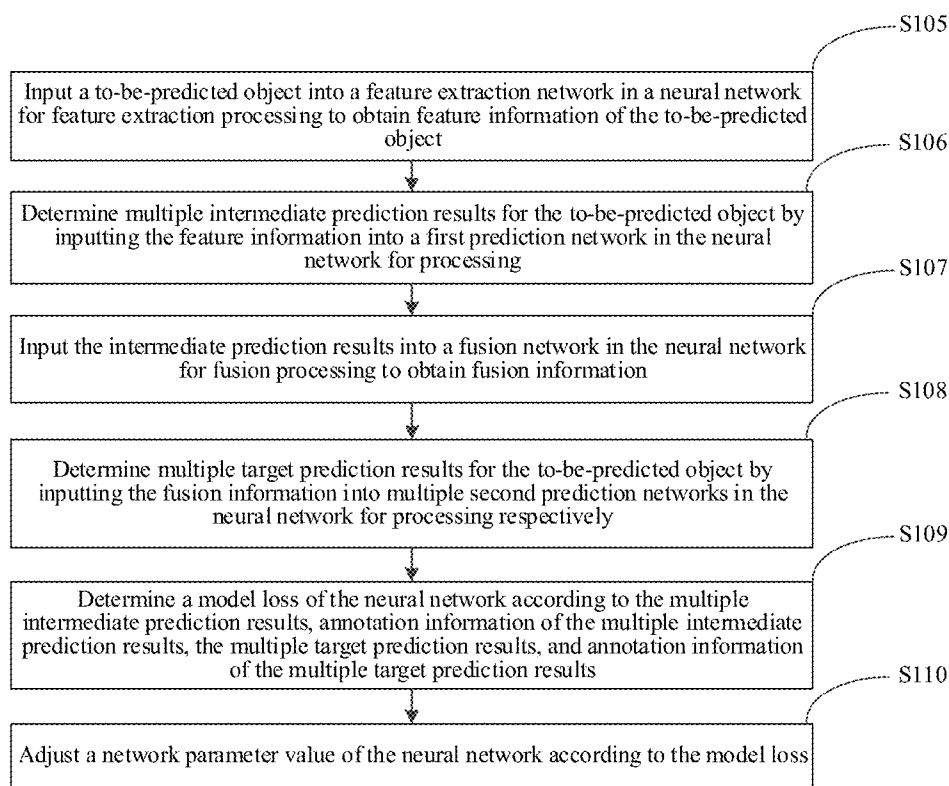 S105
Input a to-be-predicted object into a feature extraction network in a neural network
for feature extraction processing to obtain feature information of the to-be-predicted
object
S106
Determine multiple intermediate prediction results for the to-be-predicted object by
inputting the feature information into a first prediction network in the neural
network for processing
S107
Input the intermediate prediction results into a fusion network in the neural network
for fusion processing to obtain fusion information
S108
Determine multiple target prediction results for the to-be-predicted object by
inputting the fusion information into multiple second prediction networks in the
neural network for processing respectively
S109
Determine a model loss of the neural network according to the multiple
intermediate prediction results, annotation information of the multiple intermediate
prediction results, the multiple target prediction results, and annotation information
of the multiple target prediction results
S110
Adjust a network parameter value of the neural network according to the model loss